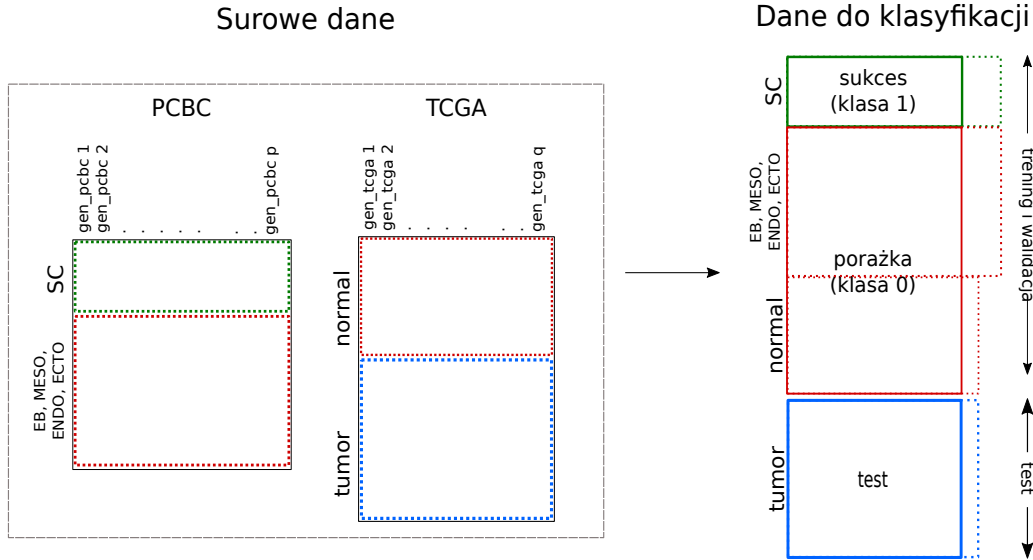 Surowe dane
PCBC
TCGA
gen_pcbc 1
gen_pcbc 2
. . . . . . . .
gen_pcbc p
gen_tcga 1
gen_tcga 2
. . . . . . .
gen_tcga q
SC
EB, MESO,
ENDO, ECTO
normal
tumor
Dane do klasyfikacji
SC
sukces
(klasa 1)
EB, MESO,
ENDO, ECTO
porażka
(klasa 0)
normal
trening i walidacja
tumor
test
test